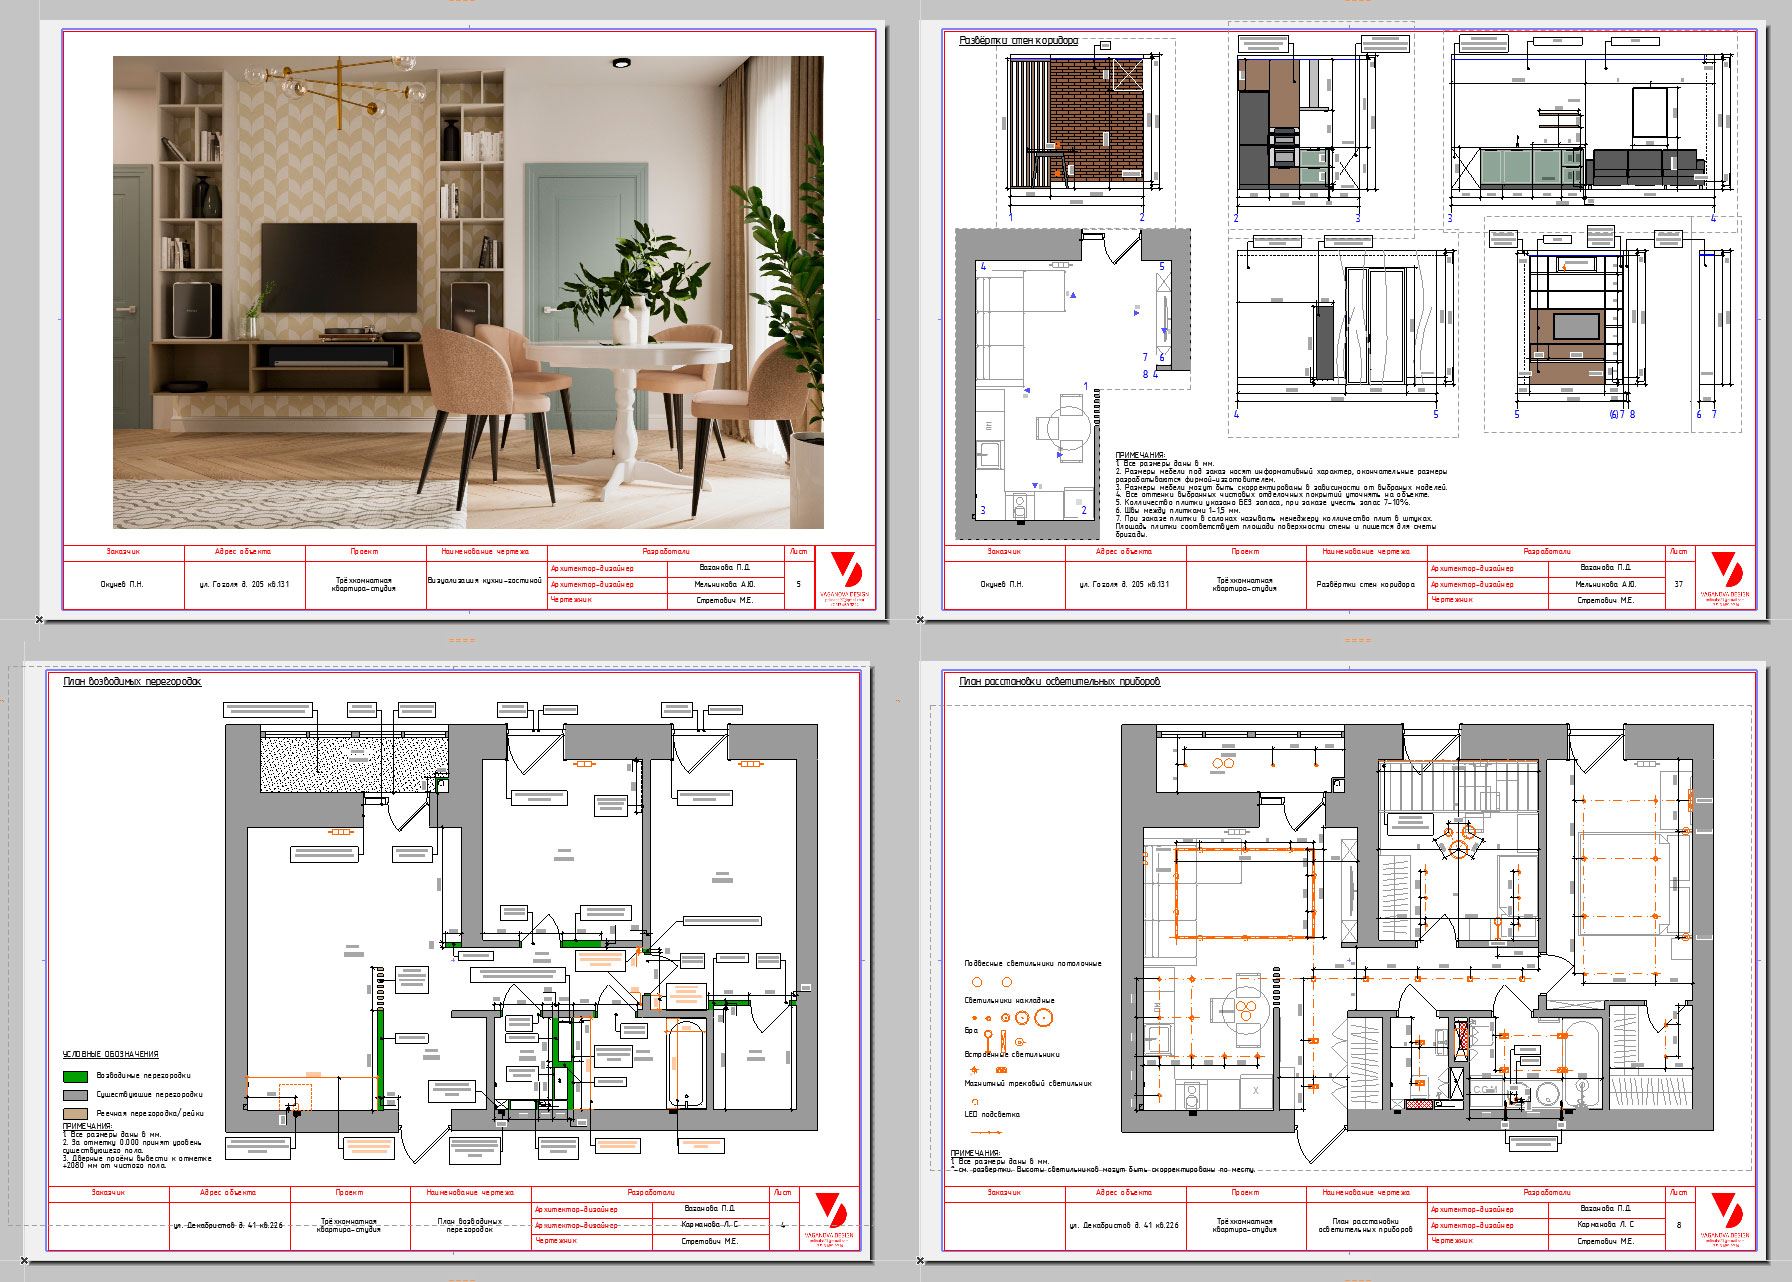 Заказчик
Адрес объекта
Проект
Наименование чертежа
Разработали
Лист
Окунев П.Н.
ул. Гоголя д. 205 кв.131
Трёхкомнатная
квартира-студия
Визуализация кухни-гостиной
Архитектор-дизайнер
Ваганова П.Д.
Архитектор-дизайнер
Мельникова А.Ю.
Чертежник
Стретович М.Е.
5
VAGANOVA DESIGN
Развёртки стен коридора
1
2
2
3
3
4
4
5
5
(6)
7
8
6
7
4
5
7
6
8
4
1
3
2
ПРИМЕЧАНИЯ:
1. Все размеры даны в мм.
2. Размеры мебели под заказ носят информативный характер, окончательные размеры
разрабатываются фирмой-изготовителем.
3. Размеры мебели могут быть скорректированы в зависимости от выбраных моделей.
4. Все оттенки выбранных чистовых отделочных покрытий уточнять на объекте.
5. Колличество плитки указано БЕЗ запаса, при заказе учесть запас 7-10%.
6. Швы между плитками 1-1,5 мм.
7. При заказе плитки в салонах называть менеджеру колличество плит в штуках.
Площадь плитки соответствует площади поверхности стены и пишется для сметы
бригады.
Заказчик
Адрес объекта
Проект
Наименование чертежа
Разработали
Лист
Окунев П.Н.
ул. Гоголя д. 205 кв.131
Трёхкомнатная
квартира-студия
Развёртки стен коридора
Архитектор-дизайнер
Ваганова П.Д.
Архитектор-дизайнер
Мельникова А.Ю.
Чертежник
Стретович М.Е.
37
VAGANOVA DESIGN
План возводимых перегородок
УСЛОВНЫЕ ОБОЗНАЧЕНИЯ
Возводимые перегородки
Существующие перегородки
Реечная перегородка/рейки
ПРИМЕЧАНИЯ:
1. Все размеры даны в мм.
2. За отметку 0.000 принят уровень
существующего пола.
3. Дверные проёмы вывести к отметке
+2080 мм от чистого пола.
Заказчик
Адрес объекта
Проект
Наименование чертежа
Разработали
Лист
ул. Декабристов д. 41 кв.226
Трёхкомнатная
квартира-студия
План возводимых
перегородок
Архитектор-дизайнер
Ваганова П.Д.
Архитектор-дизайнер
Карманова Л. С
Чертежник
Стретович М.Е.
4
VAGANOVA DESIGN
План расстановки осветительных приборов
Подвесные светильники потолочные
Светильники накладные
Бра
Встроенные светильники
Магнитный трековый светильник
LED подсветка
ПРИМЕЧАНИЯ:
1. Все размеры даны в мм.
*-см. развертки. Высоты светильников могут быть скорректированы по месту.
Заказчик
Адрес объекта
Проект
Наименование чертежа
Разработали
Лист
ул. Декабристов д. 41 кв.226
Трёхкомнатная
квартира-студия
План расстановки
осветительных приборов
Архитектор-дизайнер
Ваганова П.Д.
Архитектор-дизайнер
Карманова Л. С
Чертежник
Стретович М.Е.
8
VAGANOVA DESIGN